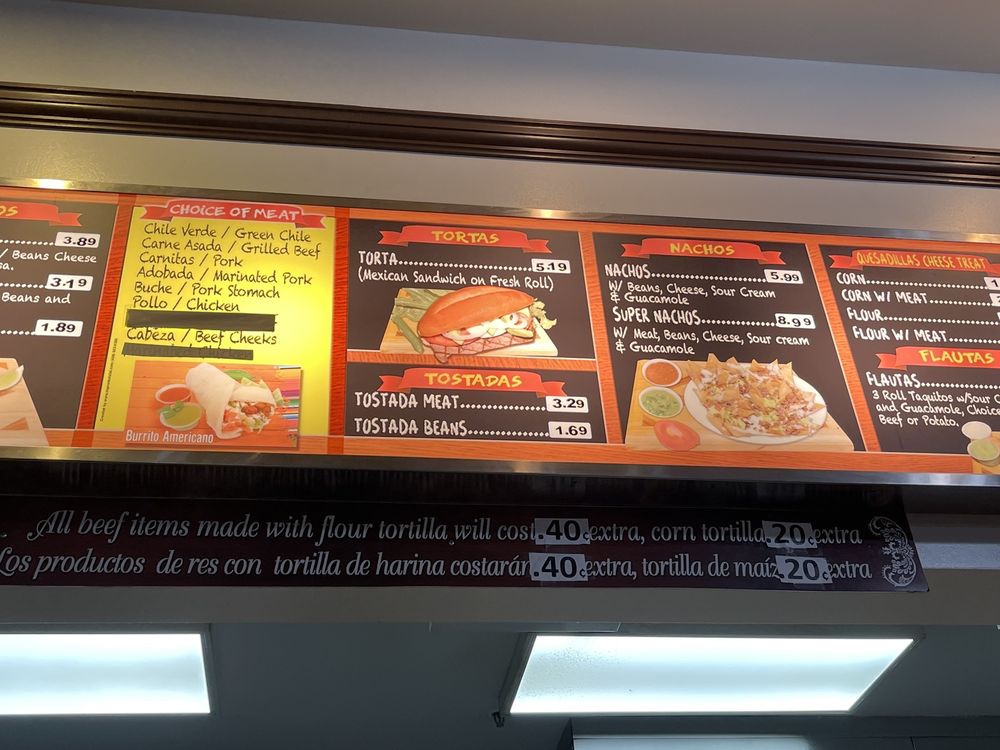 OS
3.89
/ Beans Cheese
sa.
3.19
Beans and
1.89
CHOICE OF MEAT
Chile Verde / Green Chile
Carne Asada / Grilled Beef
Carnitas / Pork
Adobada / Marinated Pork
Buche / Pork Stomach
Pollo / Chicken
Cabeza / Beef Cheeks
Burrito Americano
TORTAS
TORTA 5.19
(Mexican Sandwich on Fresh Roll)
TOSTADAS
TOSTADA MEAT 3.29
TOSTADA BEANS 1.69
NACHOS
NACHOS 5.99
W/ Beans, Cheese, Sour Cream
& Guacamole
SUPER NACHOS 8.99
W/ Meat, Beans, Cheese, Sour cream
& Guacamole
QUESADILLAS CHEESE TREAT
CORN
CORN W/ MEAT
FLOUR
FLOUR W/ MEAT
FLAUTAS
FLAUTAS
3 Roll Taquitos w/Sour C
and Guacamole, Choice
Beef or Potato.
All beef items made with flour tortilla will cost .40¢ extra, corn tortilla .20¢ extra
Los productos de res con tortilla de harina costarán .40¢ extra, tortilla de maíz .20¢ extra